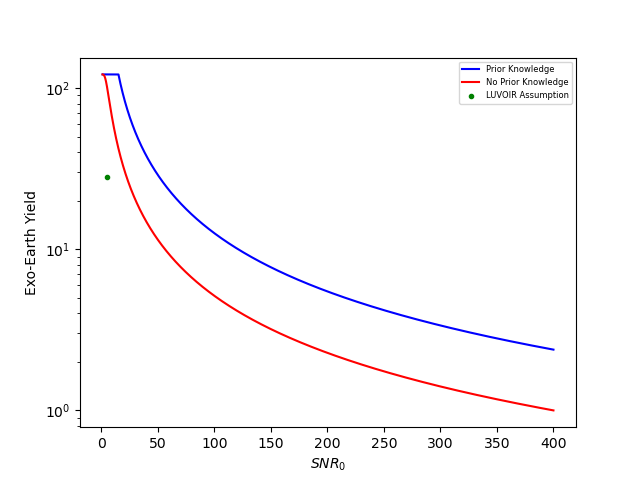 Prior Knowledge
No Prior Knowledge
LUVOIR Assumption
Exo-Earth Yield
10²
10¹
10⁰
0 50 100 150 200 250 300 350 400
SNR₀